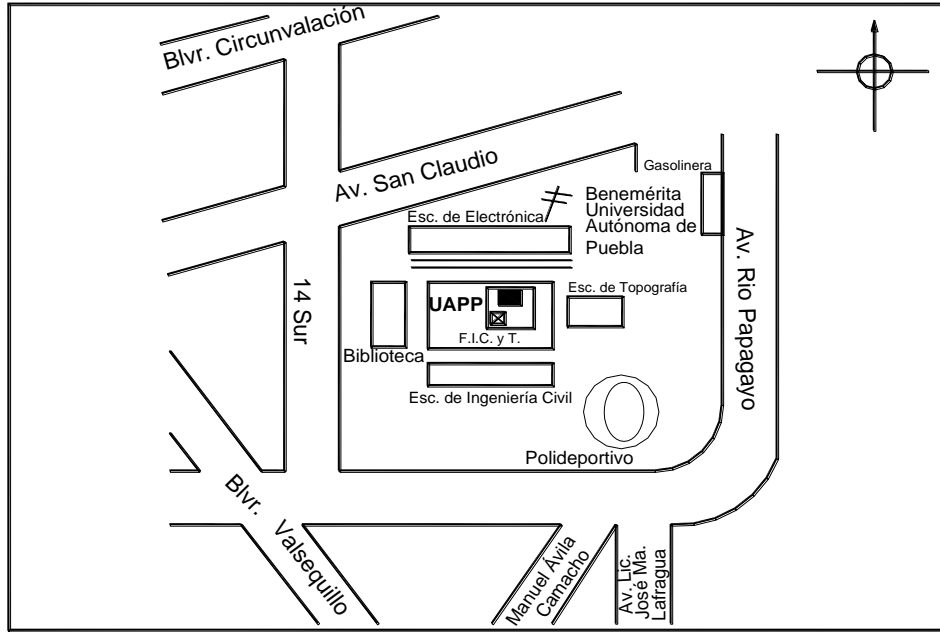 Blvr. Circunvalación
Av. San Claudio
Gasolinera
Benemérita
Universidad
Autónoma de
Puebla
Esc. de Electrónica
Av. Rio Papagayo
14 Sur
Esc. de Topografía
UAPP
F.I.C. y T.
Biblioteca
Esc. de Ingeniería Civil
Polideportivo
Blvr. Valsequillo
Manuel Ávila
Camacho
Av. Lic.
José Ma.
Lafragua